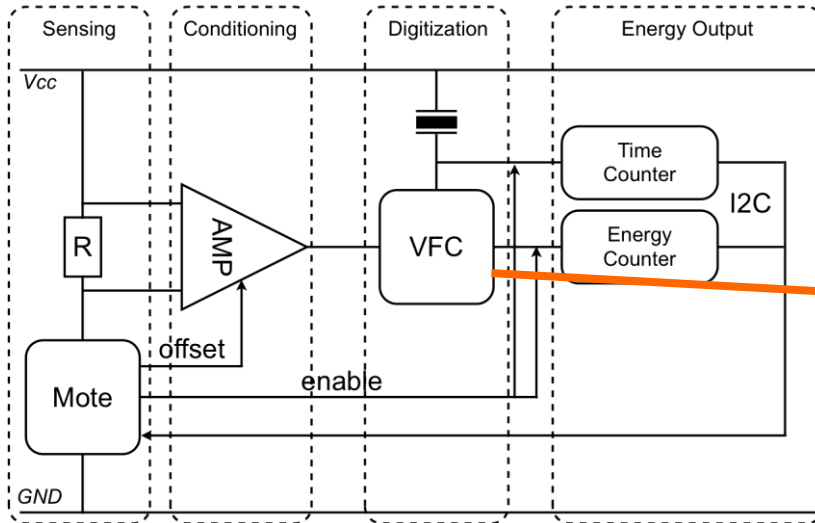 Sensing
Conditioning
Digitization
Energy Output
Vcc
Time
Counter
I2C
R
AMP
VFC
Energy
Counter
offset
enable
Mote
GND